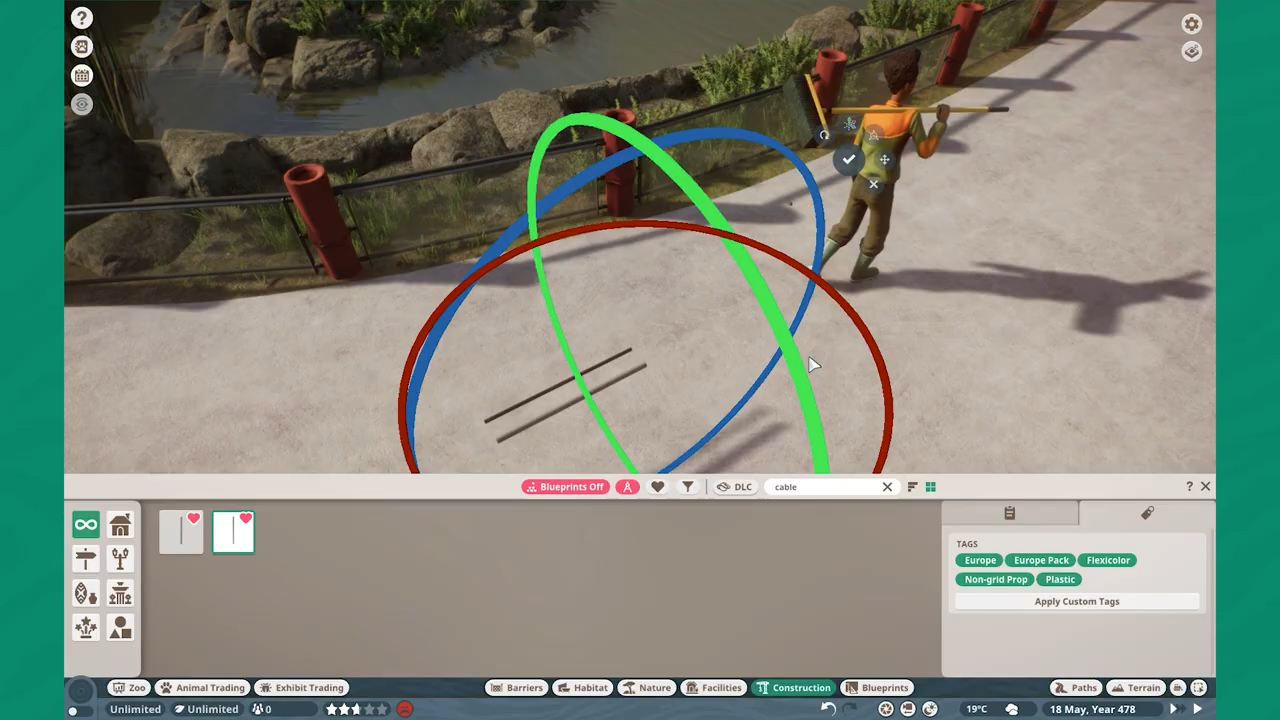 ?
Blueprints Off
DLC
cable
?
TAGS
Europe
Europe Pack
Flexicolor
Non-grid Prop
Plastic
Apply Custom Tags
Zoo
Animal Trading
Exhibit Trading
Barriers
Habitat
Nature
Facilities
Construction
Blueprints
Paths
Terrain
Unlimited
Unlimited
0
19°C
18 May, Year 478